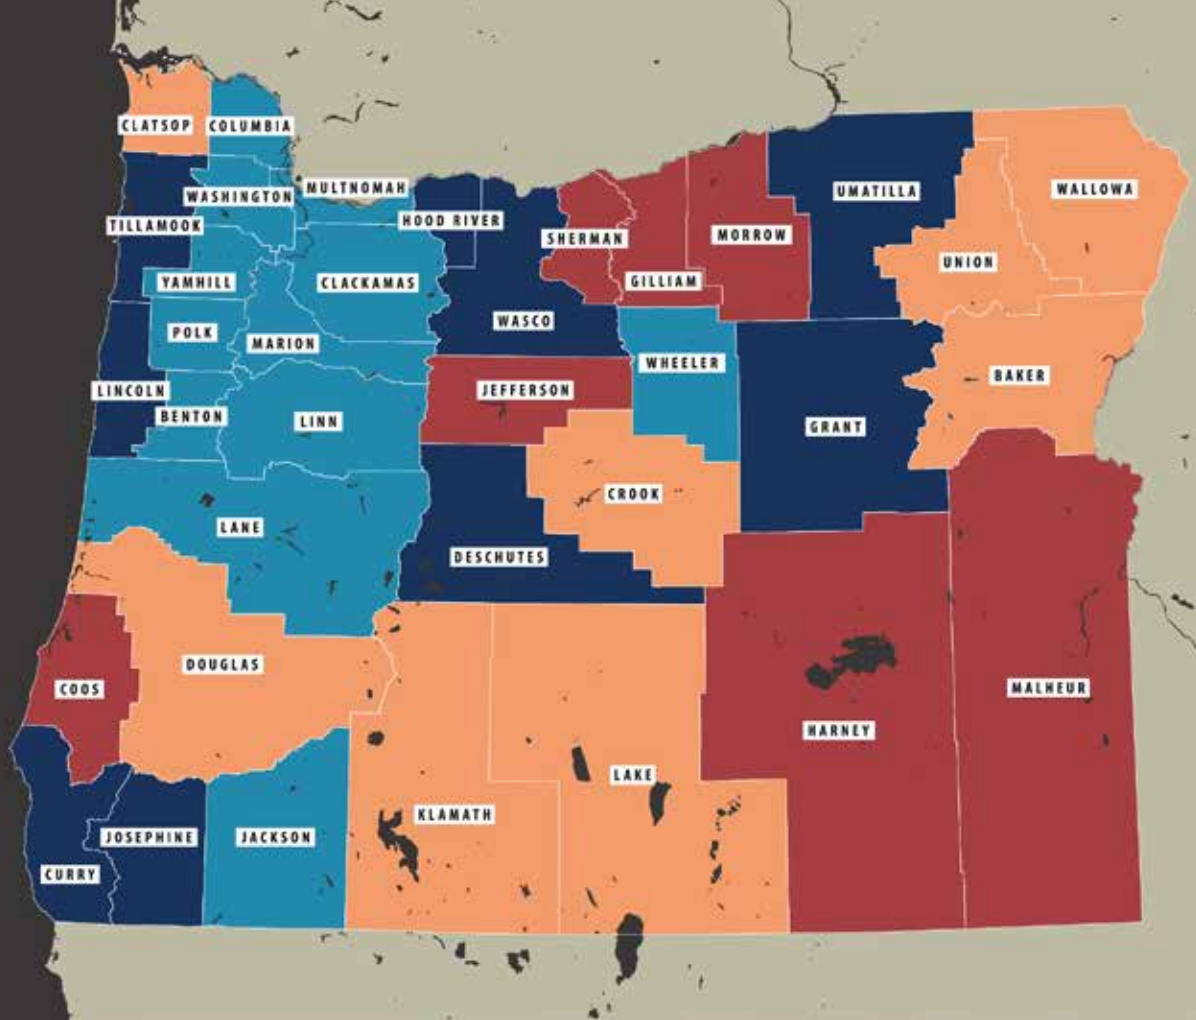 CLATSOP
COLUMBIA
WASHINGTON
MULTNOMAH
TILLAMOOK
HOOD RIVER
UMATILLA
WALLOWA
SHERMAN
MORROW
GILLIAM
UNION
YAMHILL
CLACKAMAS
POLK
MARION
WASCO
WHEELER
BAKER
LINCOLN
BENTON
LINN
JEFFERSON
GRANT
CROOK
LANE
DESCHUTES
DOUGLAS
COOS
MALHEUR
HARNEY
LAKE
KLAMATH
JOSEPHINE
JACKSON
CURRY